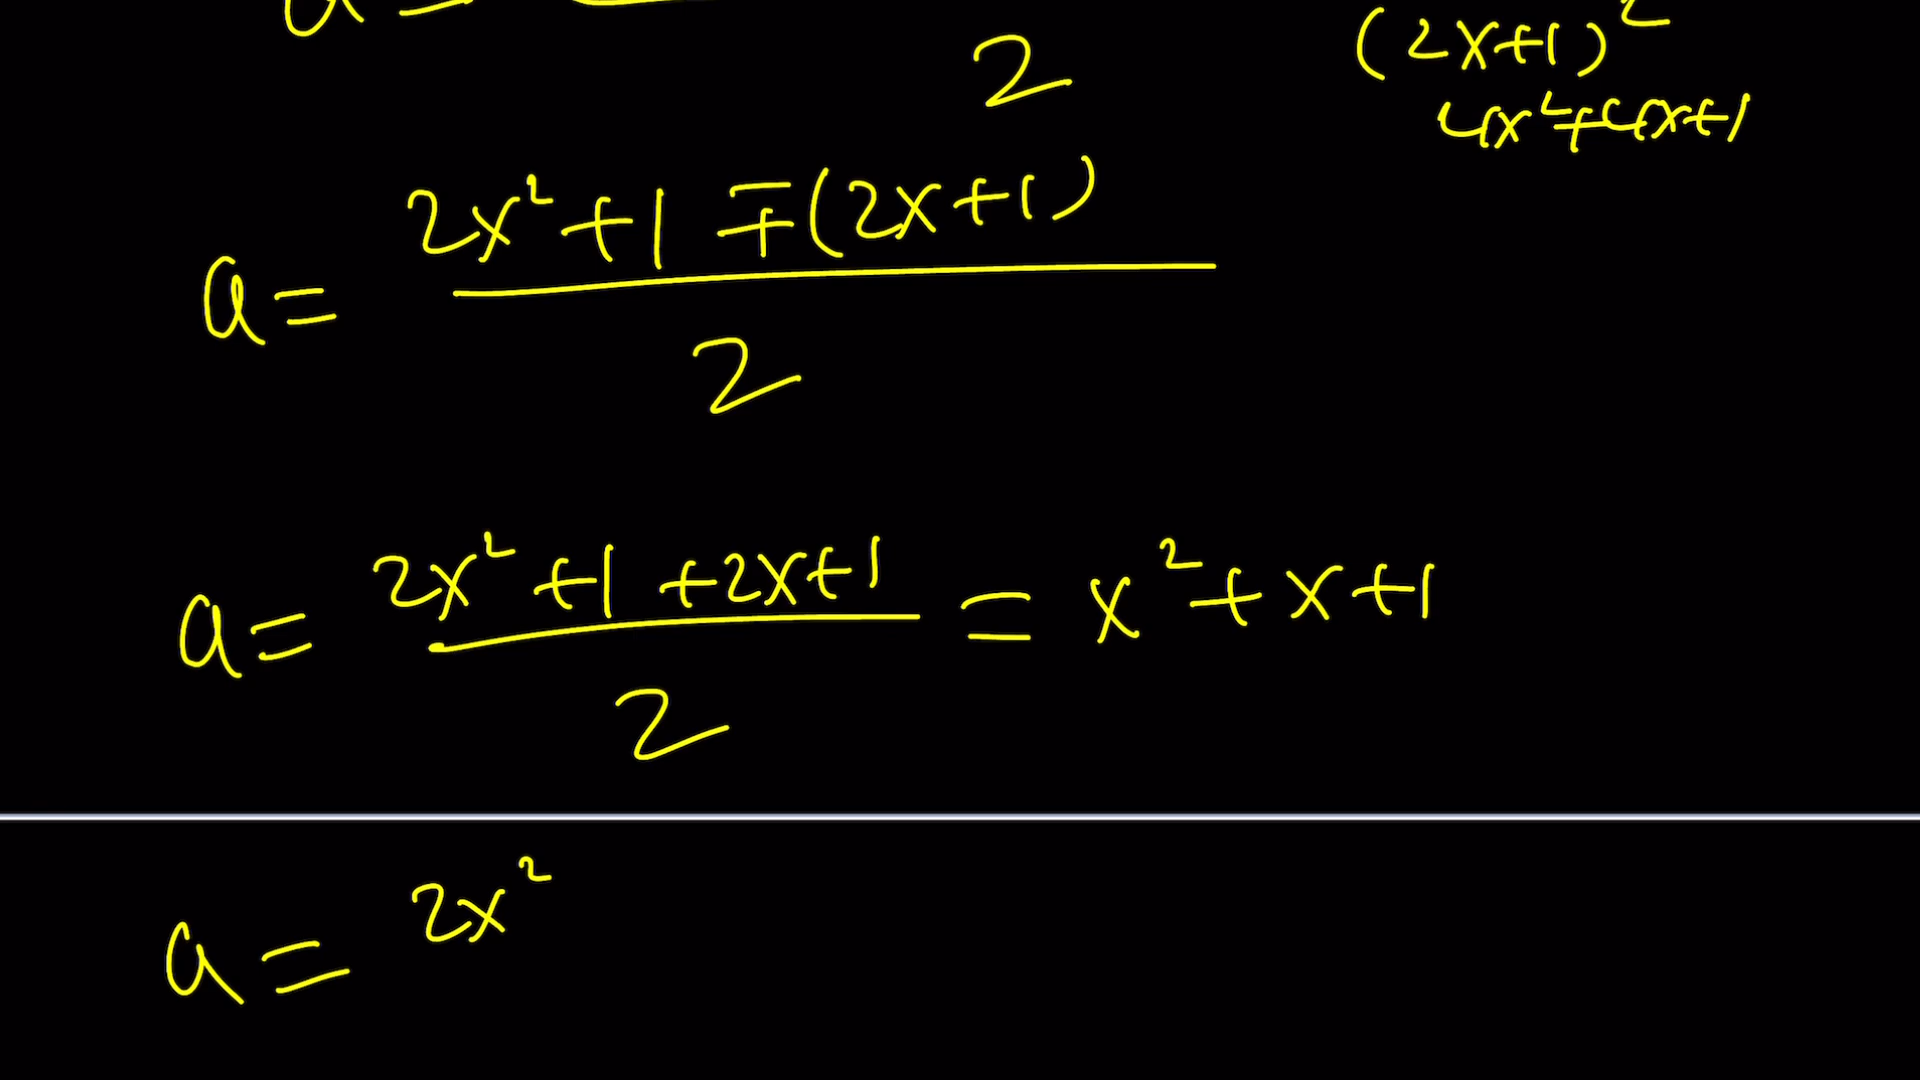 a =
2
(2x+1)²
4x²+4x+1
a = 2x²+1 ∓(2x+1)
2
a = 2x²+1+2x+1 = x²+x+1
2
a = 2x²